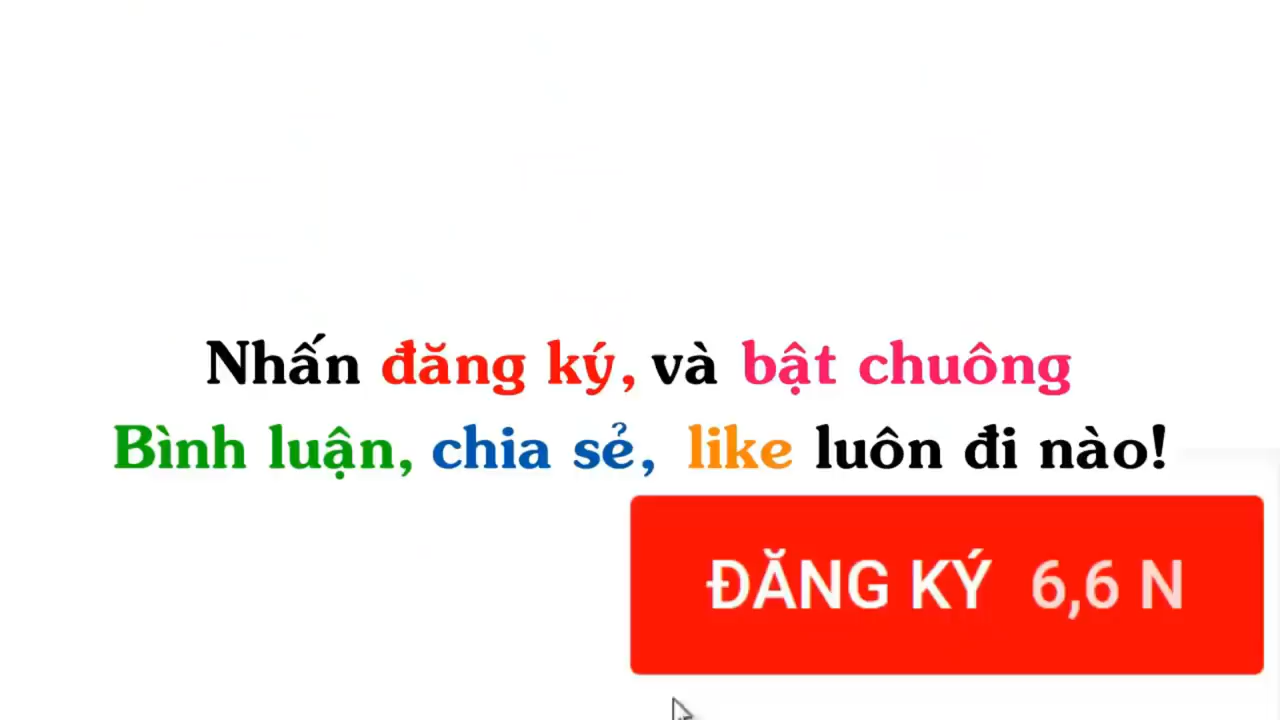 Nhấn đăng ký, và bật chuông
Bình luận, chia sẻ, like luôn đi nào!
ĐĂNG KÝ 6,6 N